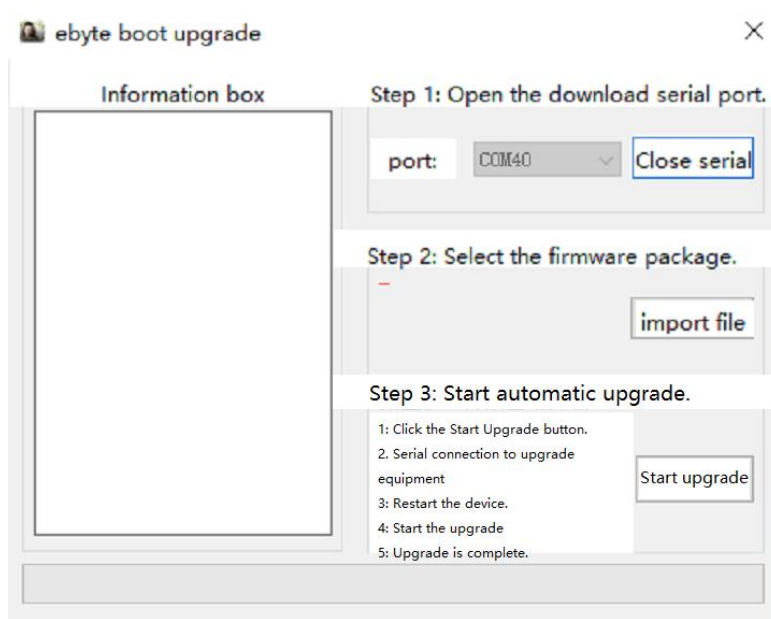 ebyte boot upgrade
Information box
Step 1: Open the download serial port.
port:
COM40
Close serial
Step 2: Select the firmware package.
import file
Step 3: Start automatic upgrade.
1: Click the Start Upgrade button.
2. Serial connection to upgrade
equipment
3: Restart the device.
4: Start the upgrade
5: Upgrade is complete.
Start upgrade